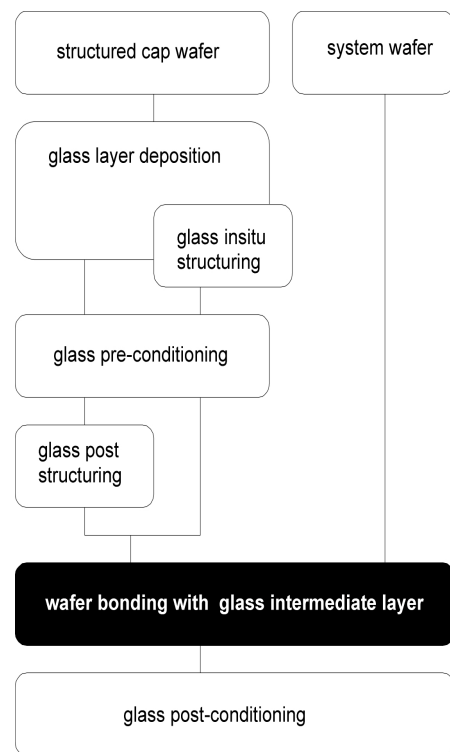 structured cap wafer
system wafer
glass layer deposition
glass insitu
structuring
glass pre-conditioning
glass post
structuring
wafer bonding with glass intermediate layer
glass post-conditioning